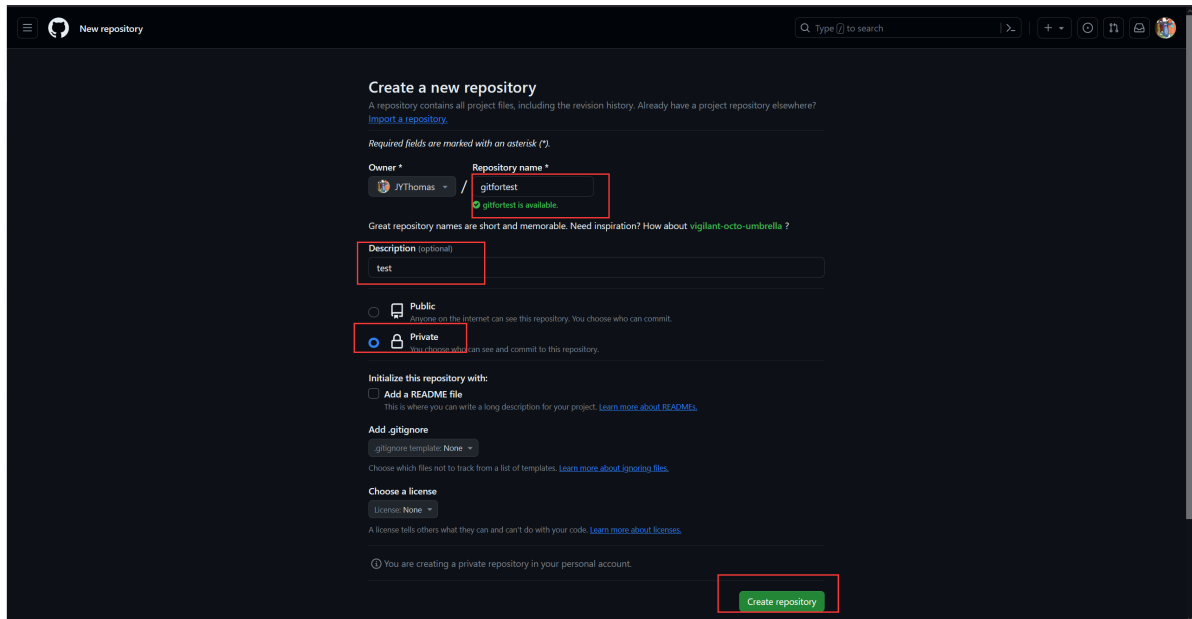 New repository
Type / to search
Create a new repository
A repository contains all project files, including the revision history. Already have a project repository elsewhere?
Import a repository.
Required fields are marked with an asterisk (*).
Owner * Repository name *
JYThomas / gitfortest
gitfortest is available.
Great repository names are short and memorable. Need inspiration? How about vigilant-octo-umbrella ?
Description (optional)
test
Public
Anyone on the internet can see this repository. You choose who can commit.
Private
You choose who can see and commit to this repository.
Initialize this repository with:
Add a README file
This is where you can write a long description for your project. Learn more about READMEs.
Add .gitignore
.gitignore template: None
Choose which files not to track from a list of templates. Learn more about ignoring files.
Choose a license
License: None
A license tells others what they can and can't do with your code. Learn more about licenses.
You are creating a private repository in your personal account.
Create repository